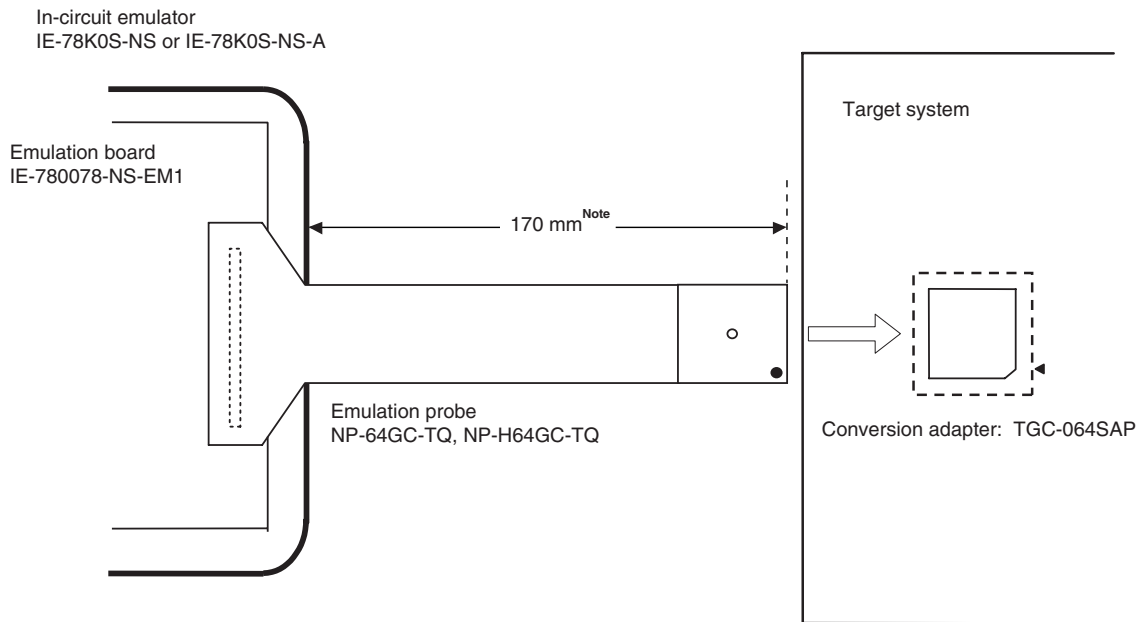 In-circuit emulator
IE-78K0S-NS or IE-78K0S-NS-A
Target system
Emulation board
IE-780078-NS-EM1
170 mmNote
Emulation probe
NP-64GC-TQ, NP-H64GC-TQ
Conversion adapter: TGC-064SAP